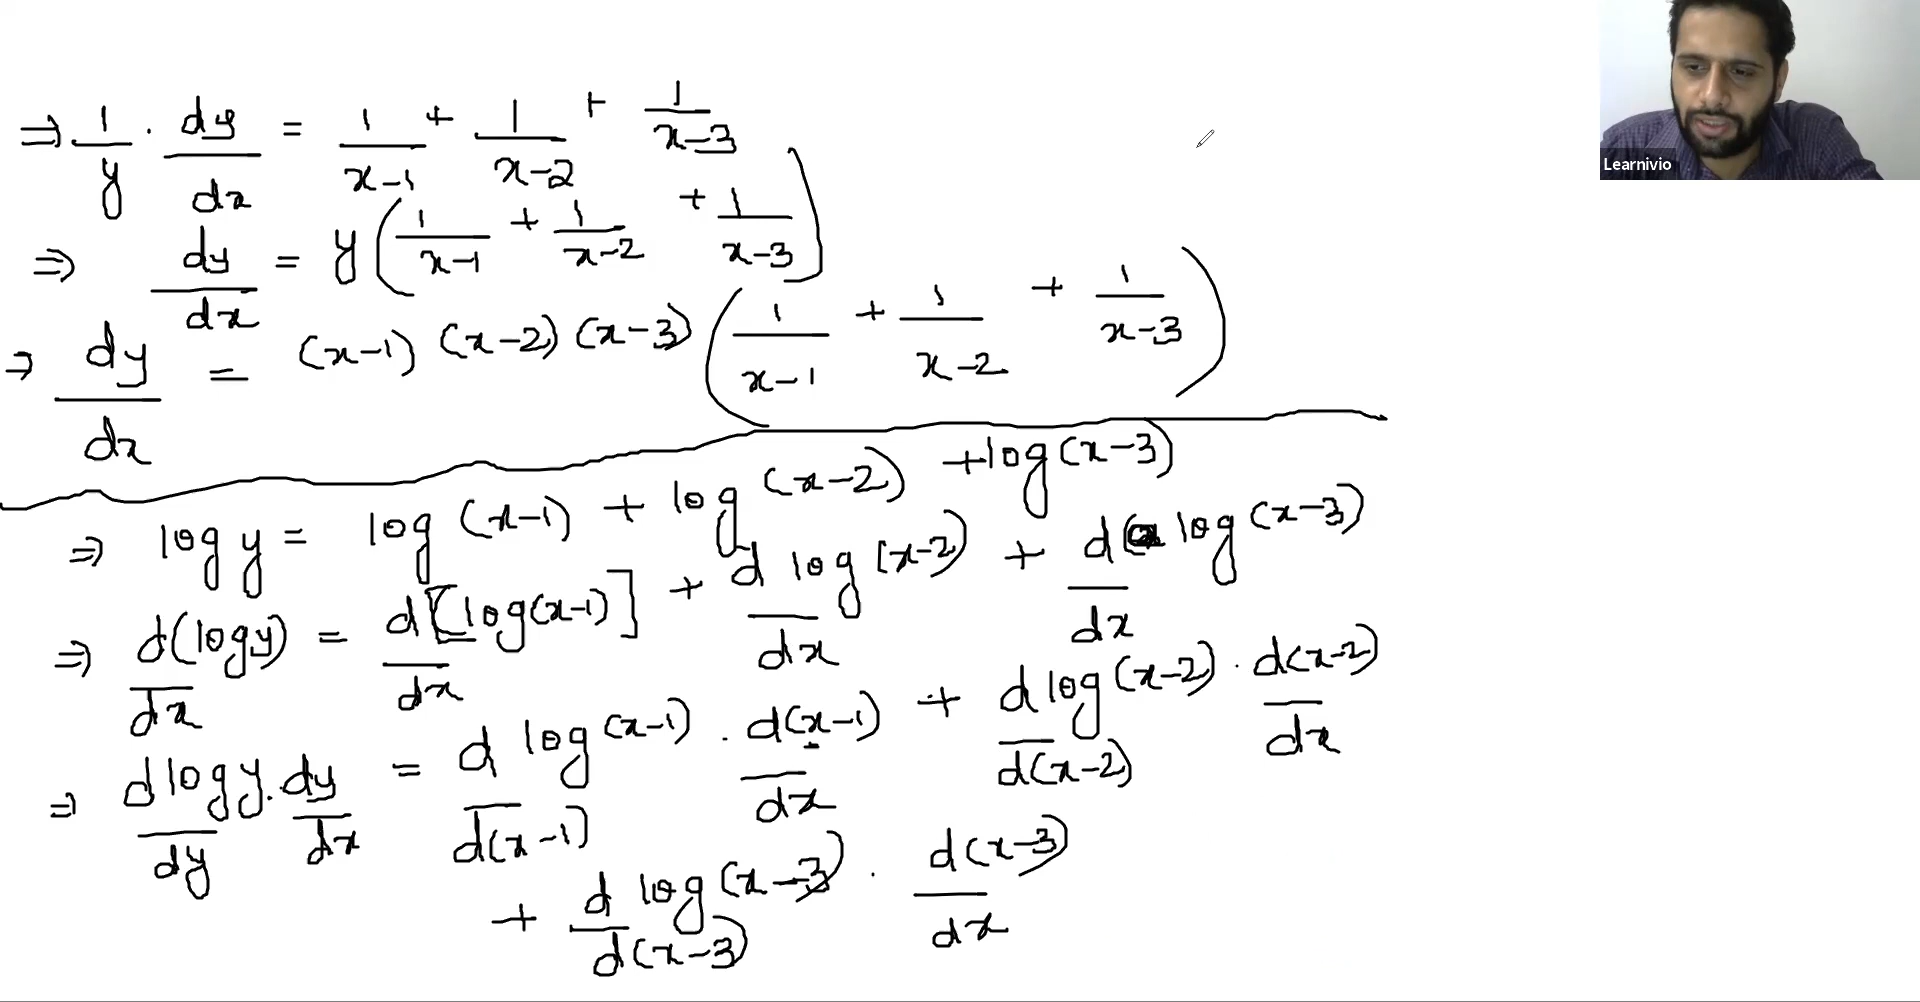 ⇒ 1/y · dy/dx = 1/x-1 + 1/x-2 + 1/x-3
⇒ dy/dx = y(1/x-1 + 1/x-2 + 1/x-3)
⇒ dy/dx = (x-1) (x-2) (x-3) (1/x-1 + 1/x-2 + 1/x-3)
⇒ log y = log (x-1) + log (x-2) + log (x-3)
⇒ d(log y)/dx = d[log(x-1)]/dx + d log (x-2)/dx + d log (x-3)/dx
⇒ d log y/dy · dy/dx = d log (x-1)/d(x-1) · d(x-1)/dx + d log (x-2)/d(x-2) · d(x-2)/dx
+ d log (x-3)/d(x-3) · d(x-3)/dx
Learnivio